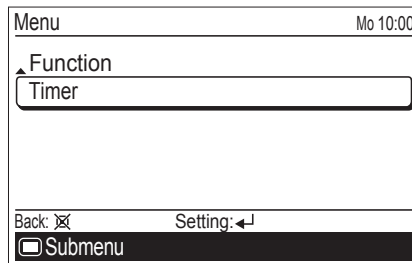 Menu Mo 10:00
Function
Timer
Back: Setting:
Submenu